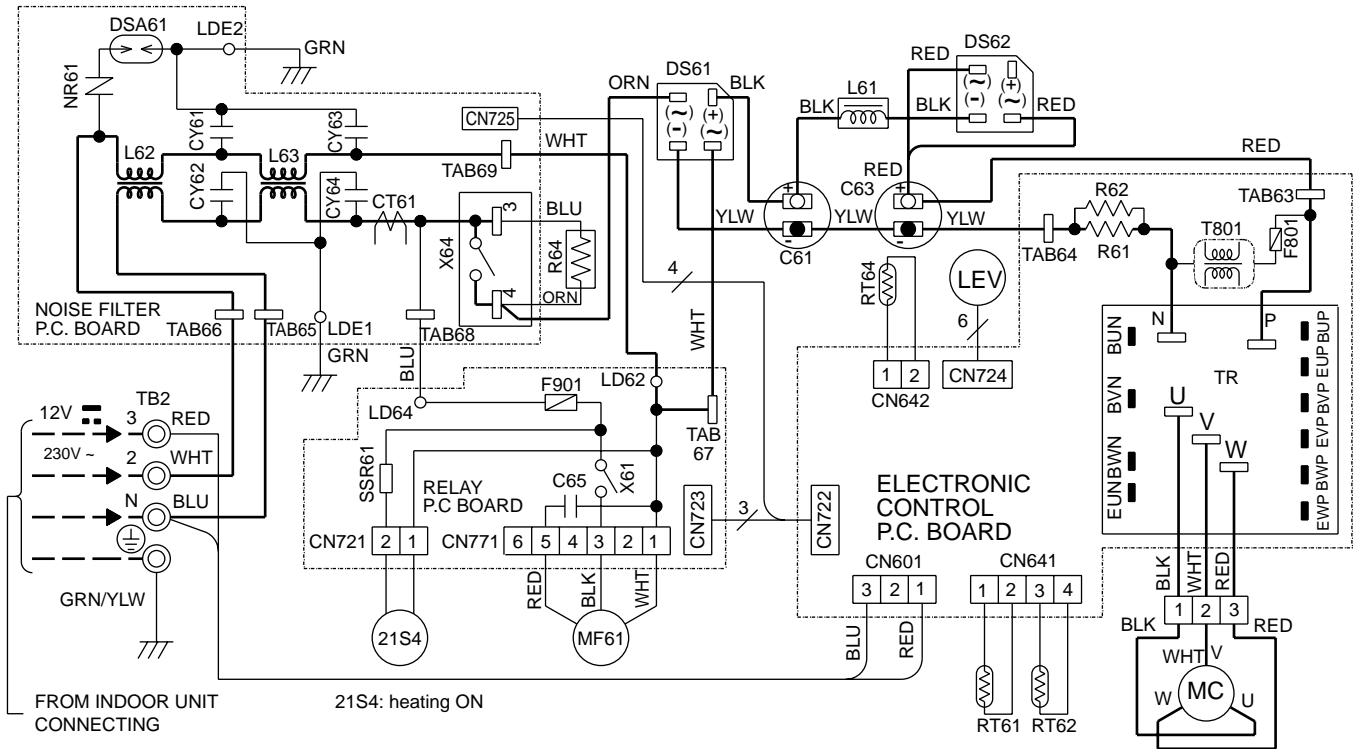 DSA61
LDE2
GRN
NR61
CY61
CY63
L62
L63
CY62
CY64
CT61
CN725
TAB69
WHT
ORN
DS61
BLK
(~)
(-)
(+)
(~)
L61
BLK
BLK
RED
DS62
(~)
(-)
(+)
(~)
RED
RED
C63
+
-
C61
+
-
YLW
YLW
YLW
RED
TAB63
R62
R61
TAB64
T801
F801
X64
3
4
BLU
R64
ORN
NOISE FILTER
P.C. BOARD
TAB66
TAB65
LDE1
GRN
TAB68
BLU
4
WHT
RT64
1 2
CN642
LEV
6
CN724
N
P
TR
BUN
BVN
EUN BWN
BUP
EUP
BVP
EVP
BWP
EWP
U
V
W
12V
230V ~
TB2
3
RED
2
WHT
N
BLU
GRN/YLW
FROM INDOOR UNIT
CONNECTING
LD64
F901
LD62
TAB
67
SSR61
RELAY
P.C BOARD
C65
X61
CN721
2 1
CN771
6 5 4 3 2 1
CN723
3
CN722
RED
BLK
WHT
21S4
MF61
21S4: heating ON
ELECTRONIC
CONTROL
P.C. BOARD
CN601
3 2 1
BLU
RED
CN641
1 2 3 4
RT61
RT62
BLK
WHT
RED
1 2 3
BLK
RED
WHT
V
W
MC
U